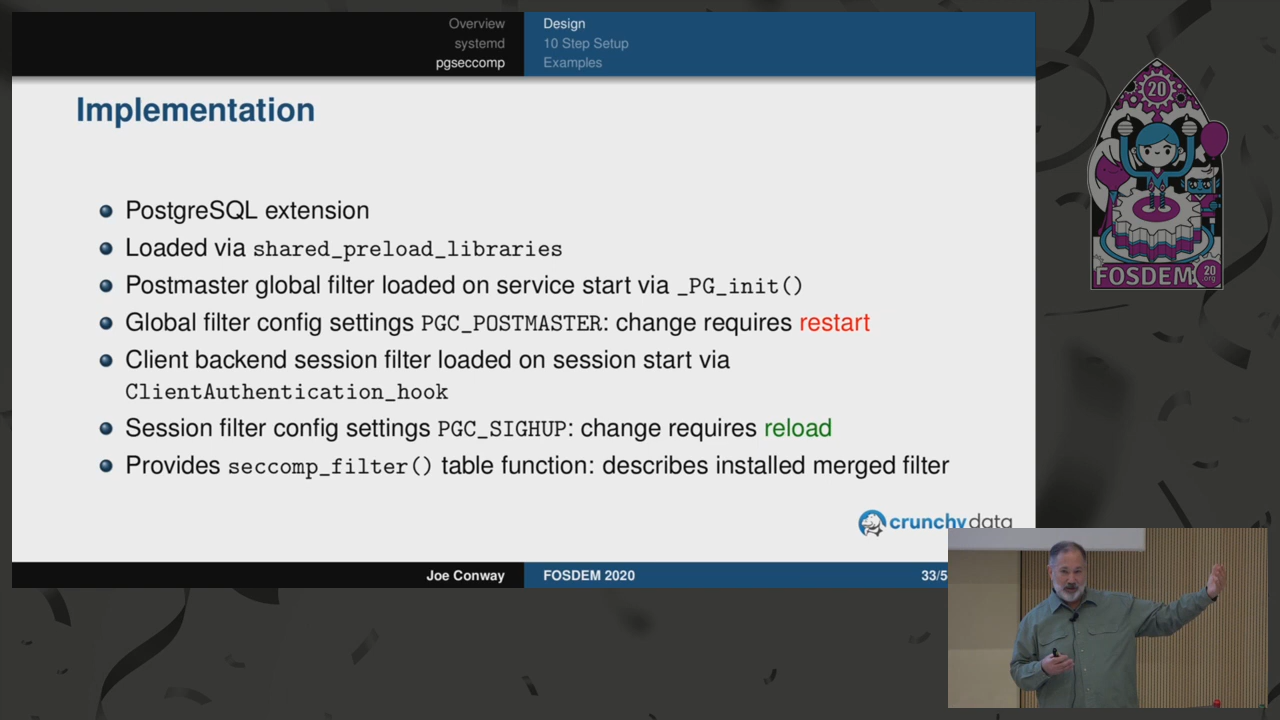 Overview
systemd
pgseccomp
Design
10 Step Setup
Examples
Implementation
PostgreSQL extension
Loaded via shared_preload_libraries
Postmaster global filter loaded on service start via _PG_init()
Global filter config settings PGC_POSTMASTER: change requires restart
Client backend session filter loaded on session start via
ClientAuthentication_hook
Session filter config settings PGC_SIGHUP: change requires reload
Provides seccomp_filter() table function: describes installed merged filter
crunchydata
Joe Conway
FOSDEM 2020
33/5
20
FOSDEM
20
.org